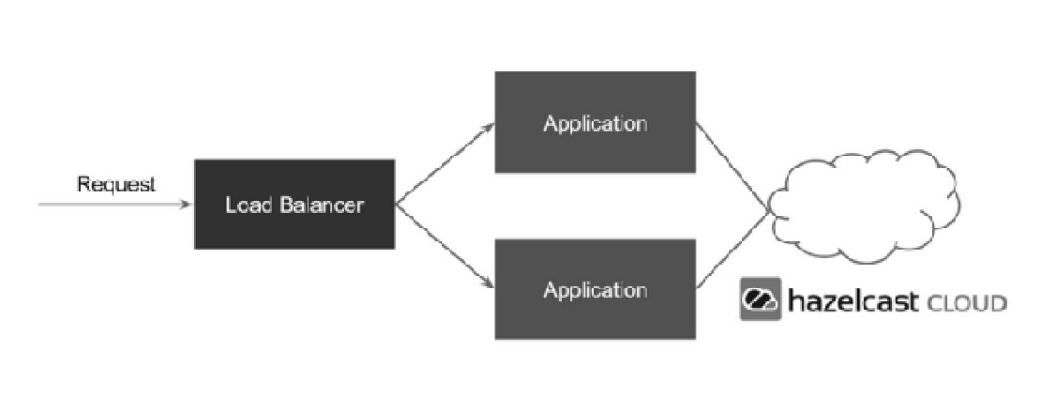 Request
Load Balancer
Application
Application
hazelcast CLOUD